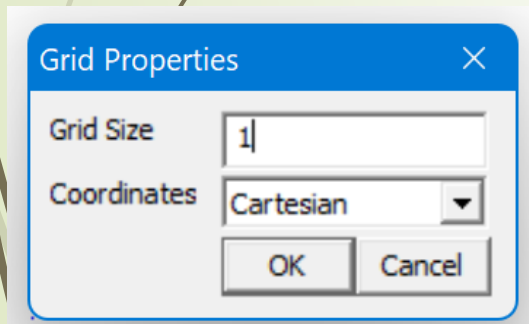 Grid Properties
Grid Size 1
Coordinates Cartesian
OK Cancel